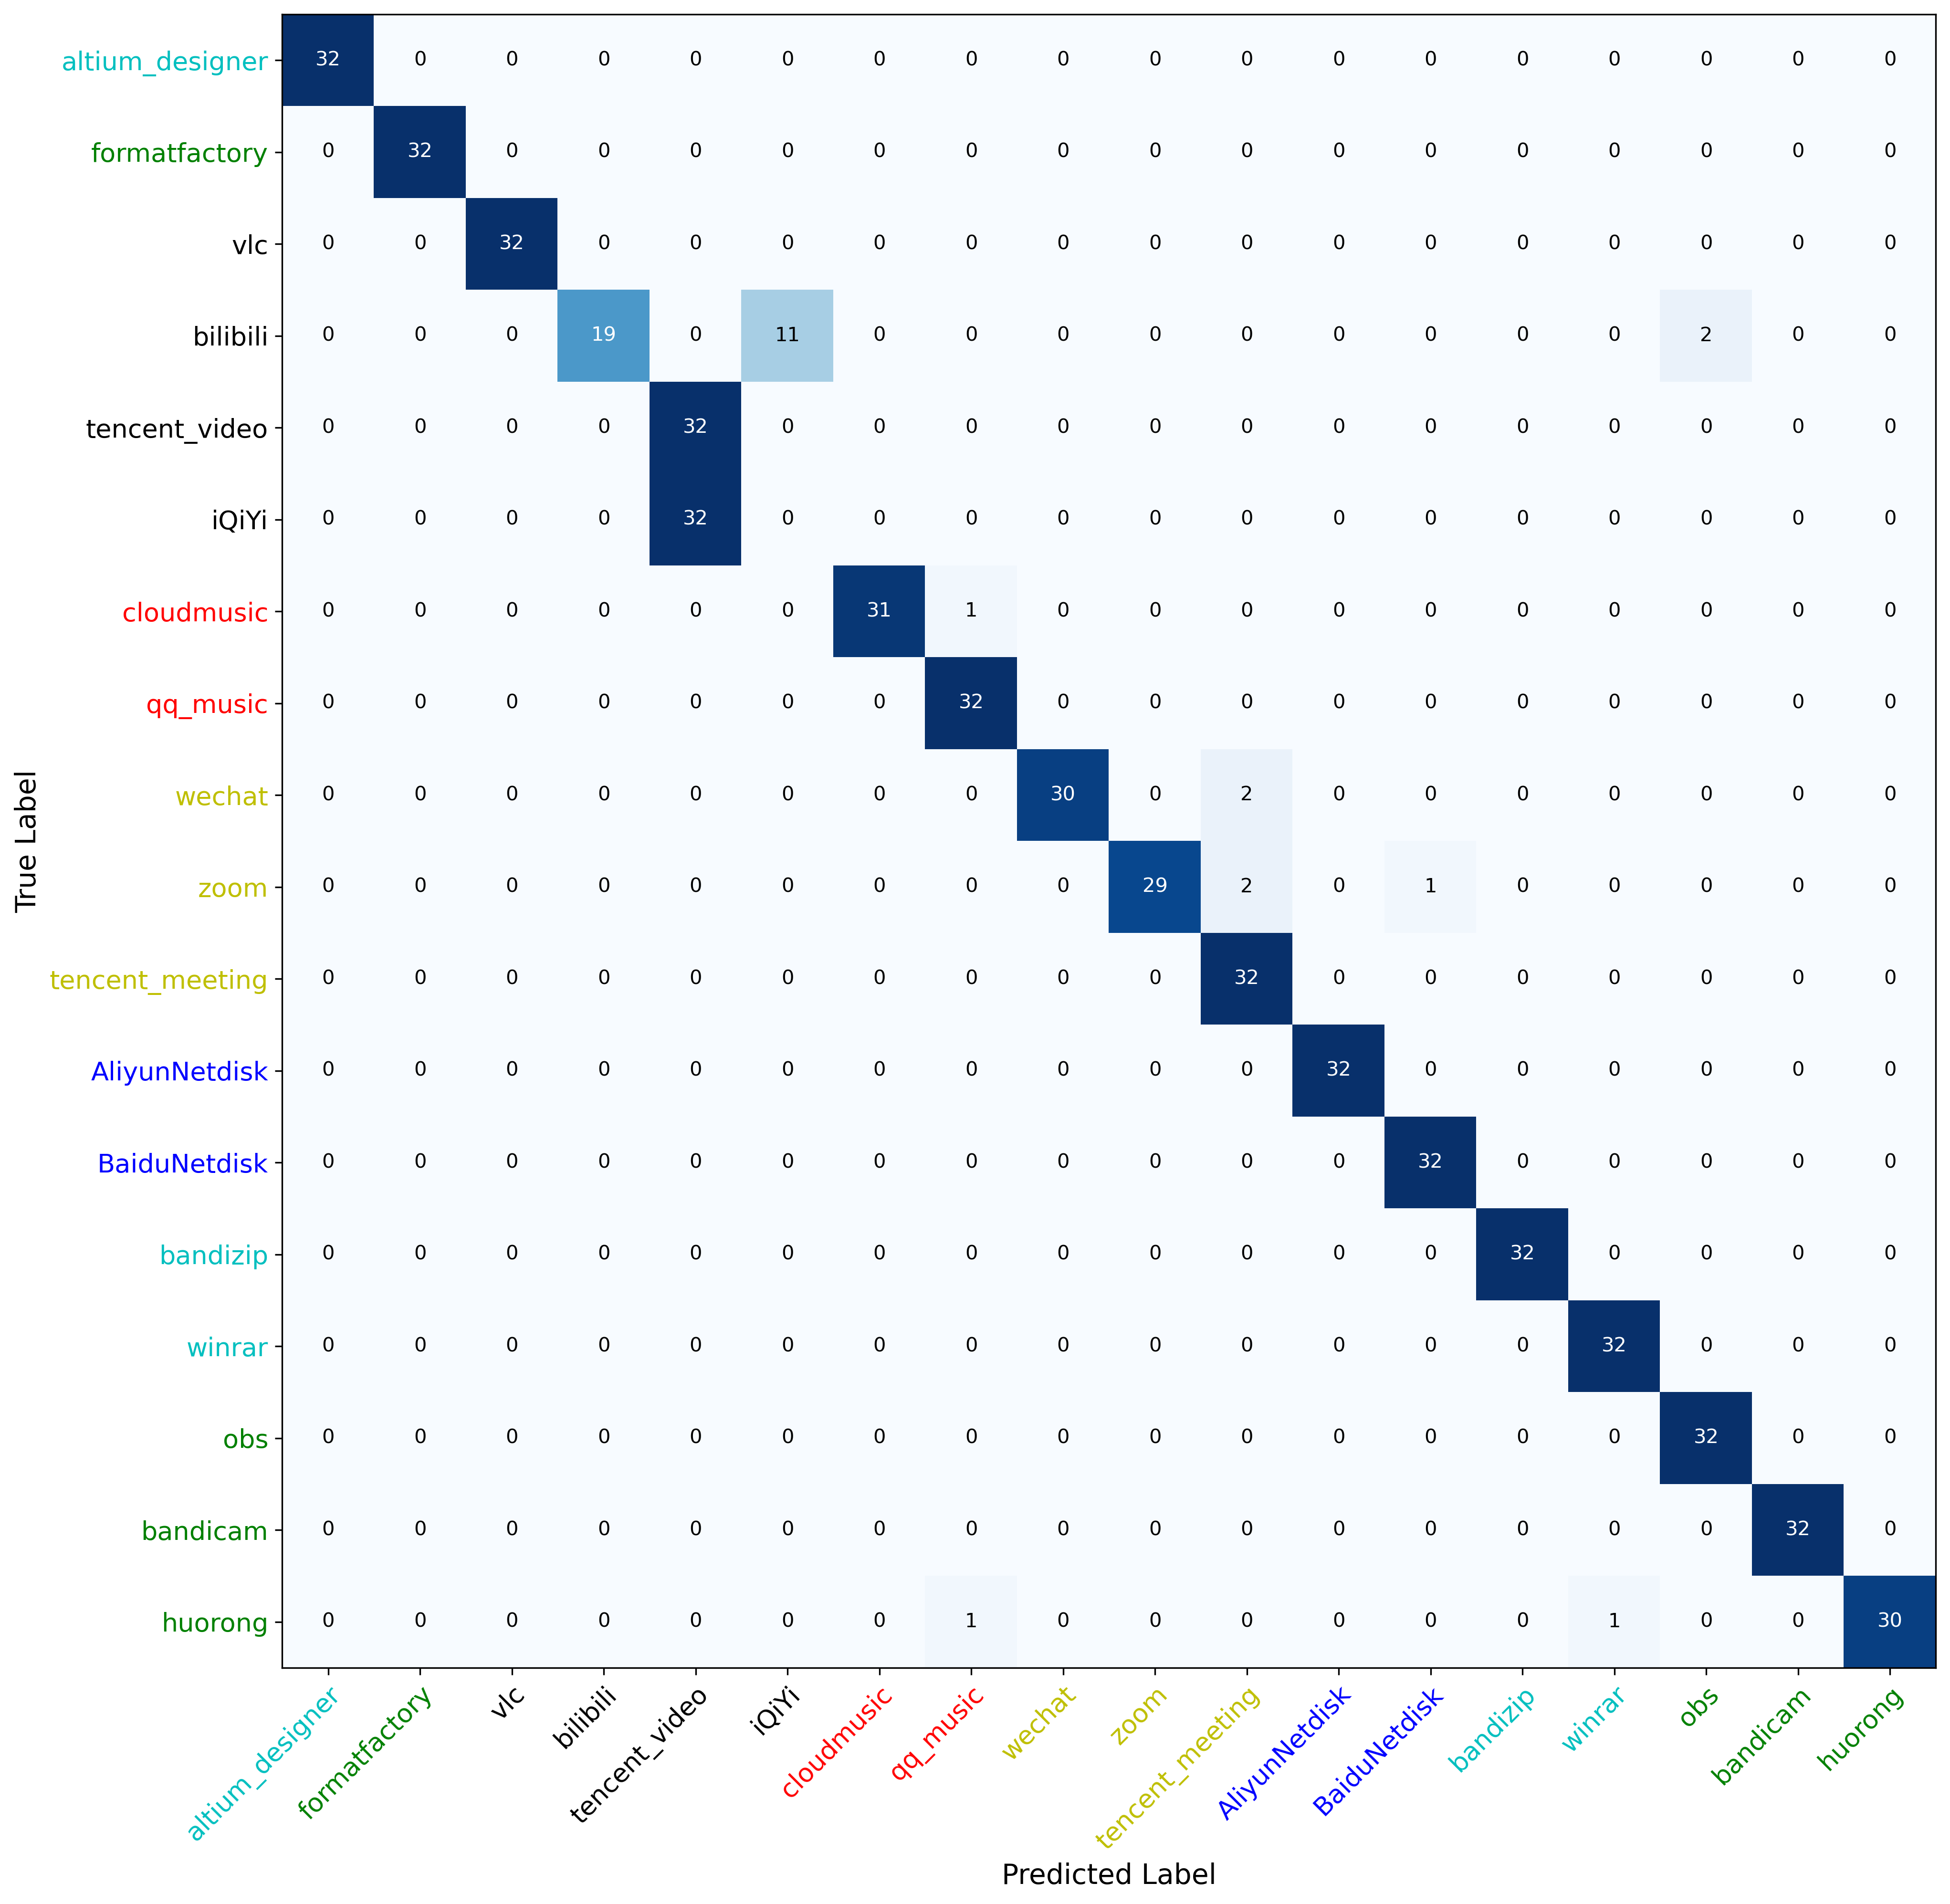 altium_designer 32 0 0 0 0 0 0 0 0 0 0 0 0 0 0 0 0 0
formatfactory 0 32 0 0 0 0 0 0 0 0 0 0 0 0 0 0 0 0
vlc 0 0 32 0 0 0 0 0 0 0 0 0 0 0 0 0 0 0
bilibili 0 0 0 19 0 11 0 0 0 0 0 0 0 0 0 2 0 0
tencent_video 0 0 0 0 32 0 0 0 0 0 0 0 0 0 0 0 0 0
iQiYi 0 0 0 0 32 0 0 0 0 0 0 0 0 0 0 0 0 0
cloudmusic 0 0 0 0 0 0 31 1 0 0 0 0 0 0 0 0 0 0
qq_music 0 0 0 0 0 0 0 32 0 0 0 0 0 0 0 0 0 0
wechat 0 0 0 0 0 0 0 0 30 0 2 0 0 0 0 0 0 0
zoom 0 0 0 0 0 0 0 0 0 29 2 0 1 0 0 0 0 0
tencent_meeting 0 0 0 0 0 0 0 0 0 0 32 0 0 0 0 0 0 0
AliyunNetdisk 0 0 0 0 0 0 0 0 0 0 0 32 0 0 0 0 0 0
BaiduNetdisk 0 0 0 0 0 0 0 0 0 0 0 0 32 0 0 0 0 0
bandizip 0 0 0 0 0 0 0 0 0 0 0 0 0 32 0 0 0 0
winrar 0 0 0 0 0 0 0 0 0 0 0 0 0 0 32 0 0 0
obs 0 0 0 0 0 0 0 0 0 0 0 0 0 0 0 32 0 0
bandicam 0 0 0 0 0 0 0 0 0 0 0 0 0 0 0 0 32 0
huorong 0 0 0 0 0 0 0 1 0 0 0 0 0 0 1 0 0 30
True Label
altium_designer
formatfactory
vlc
bilibili
tencent_video
iQiYi
cloudmusic
qq_music
wechat
zoom
tencent_meeting
AliyunNetdisk
BaiduNetdisk
bandizip
winrar
obs
bandicam
huorong
Predicted Label